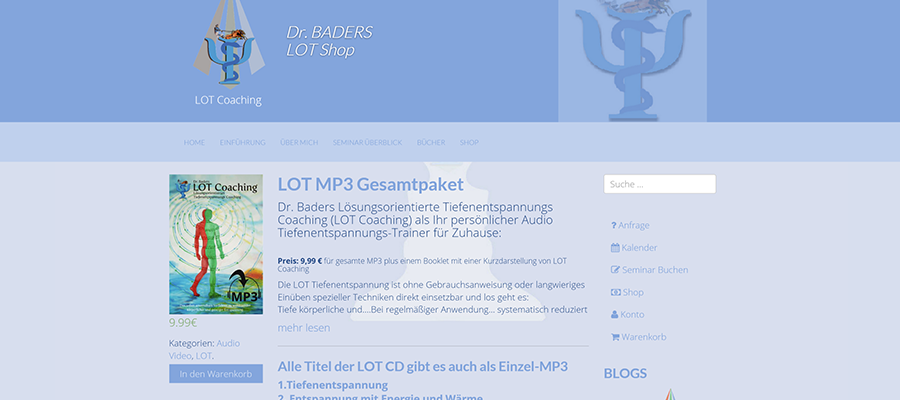 Dr. BADERS
LOT Shop
LOT Coaching
HOME EINFÜHRUNG ÜBER MICH SEMINAR ÜBERBLICK BÜCHER SHOP
Dr. Baders
LOT Coaching
MP3
9.99€
Kategorien: Audio
Video, LOT.
In den Warenkorb
LOT MP3 Gesamtpaket
Dr. Baders Lösungsorientierte Tiefenentspannungs
Coaching (LOT Coaching) als Ihr persönlicher Audio
Tiefenentspannungs-Trainer für Zuhause:
Preis: 9,99 € für gesamte MP3 plus einem Booklet mit einer Kurzdarstellung von LOT
Coaching
Die LOT Tiefenentspannung ist ohne Gebrauchsanweisung oder langwieriges
Einüben spezieller Techniken direkt einsetzbar und los geht es:
Tiefe körperliche und....Bei regelmäßiger Anwendung... systematisch reduziert
mehr lesen
Alle Titel der LOT CD gibt es auch als Einzel-MP3
1.Tiefenentspannung
2. Entspannung mit Energie und Wärme
Suche ...
Anfrage
Kalender
Seminar Buchen
Shop
Konto
Warenkorb
BLOGS